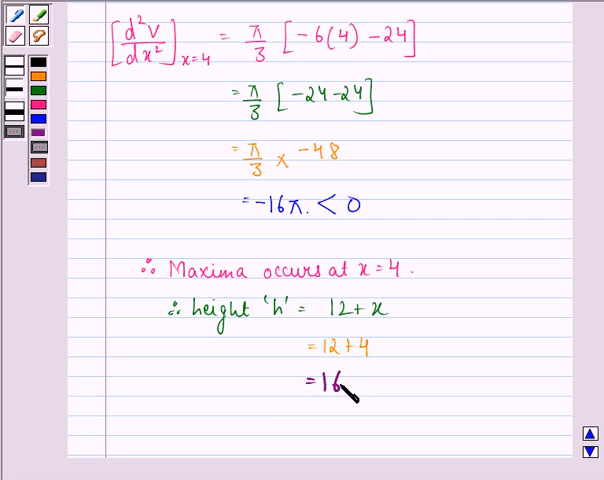 [d²V/dx²]x=4 = π/3 [-6(4) -24]
= π/3 [-24-24]
= π/3 × -48
= -16π. < 0
∴ Maxima occurs at x = 4.
∴ height 'h' = 12 + x
= 12 + 4
= 16